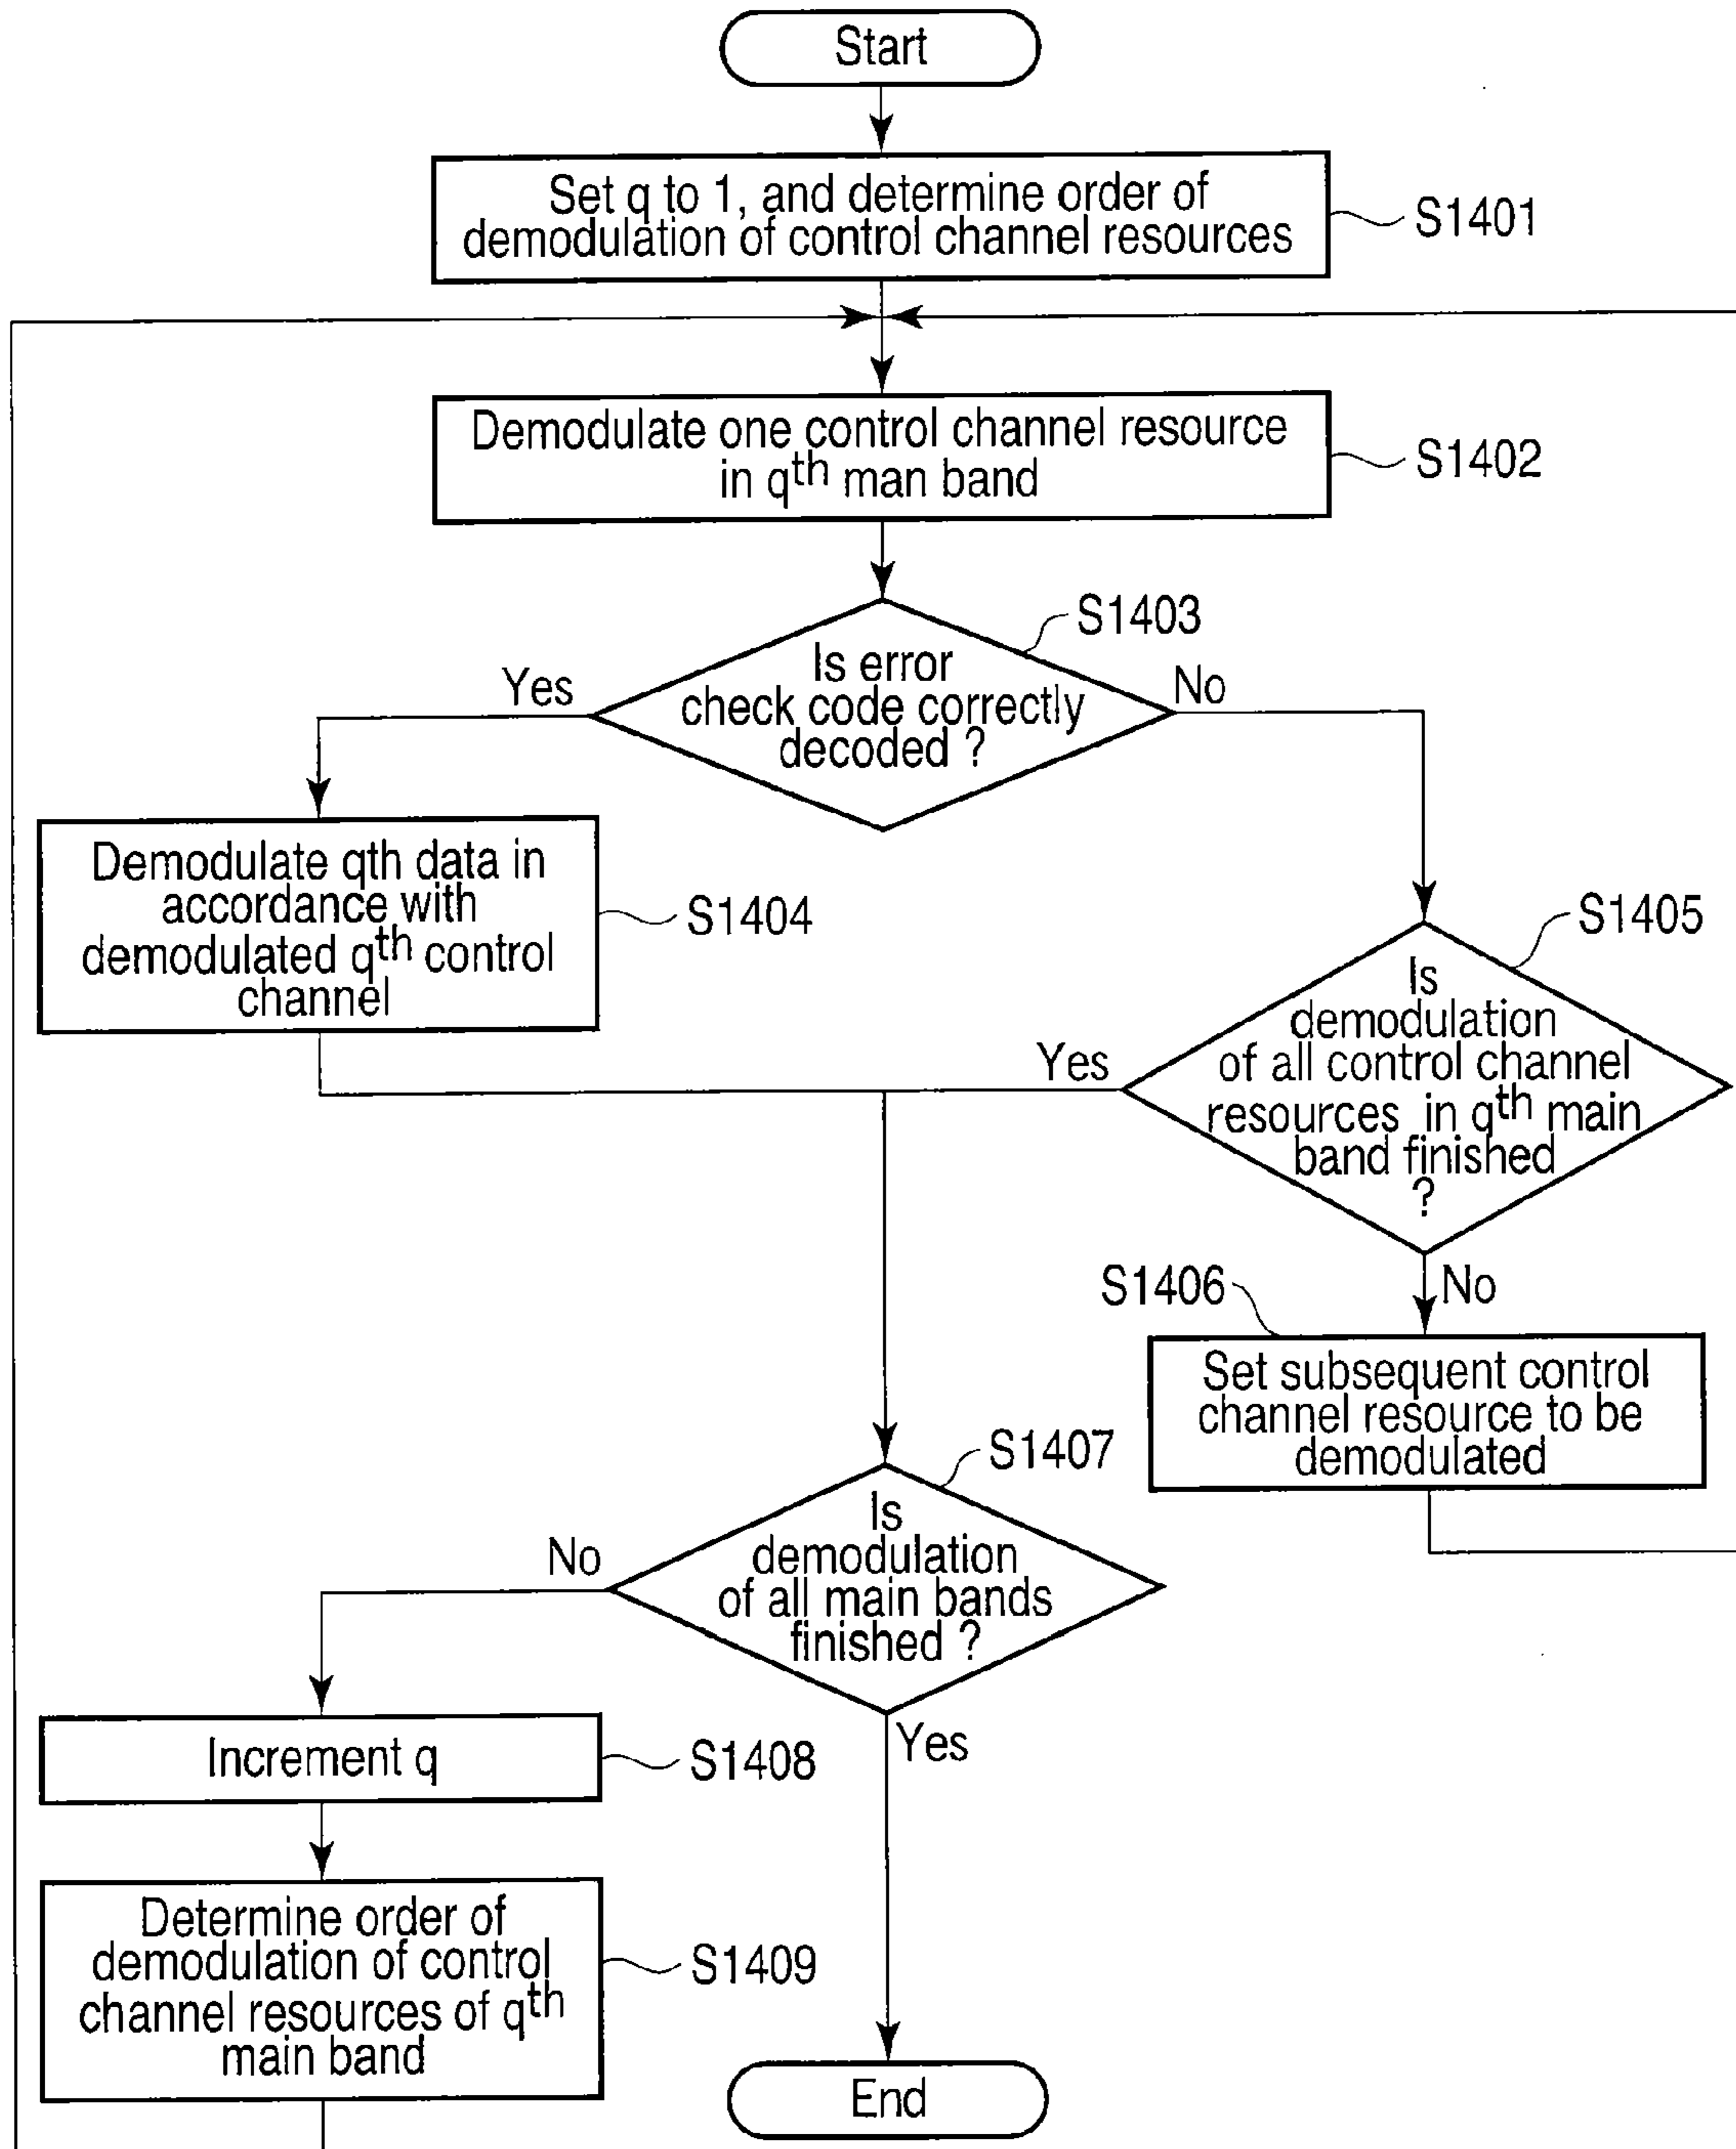 Start
Set q to 1, and determine order of
demodulation of control channel resources
S1401
Demodulate one control channel resource
in qth man band
S1402
S1403
Is error
check code correctly
decoded ?
Yes
No
Demodulate qth data in
accordance with
demodulated qth control
channel
S1404
S1405
Is
demodulation
of all control channel
resources in qth main
band finished
?
Yes
No
S1406
Set subsequent control
channel resource to be
demodulated
S1407
Is
demodulation
of all main bands
finished ?
No
Yes
Increment q
S1408
Determine order of
demodulation of control
channel resources of qth
main band
S1409
End